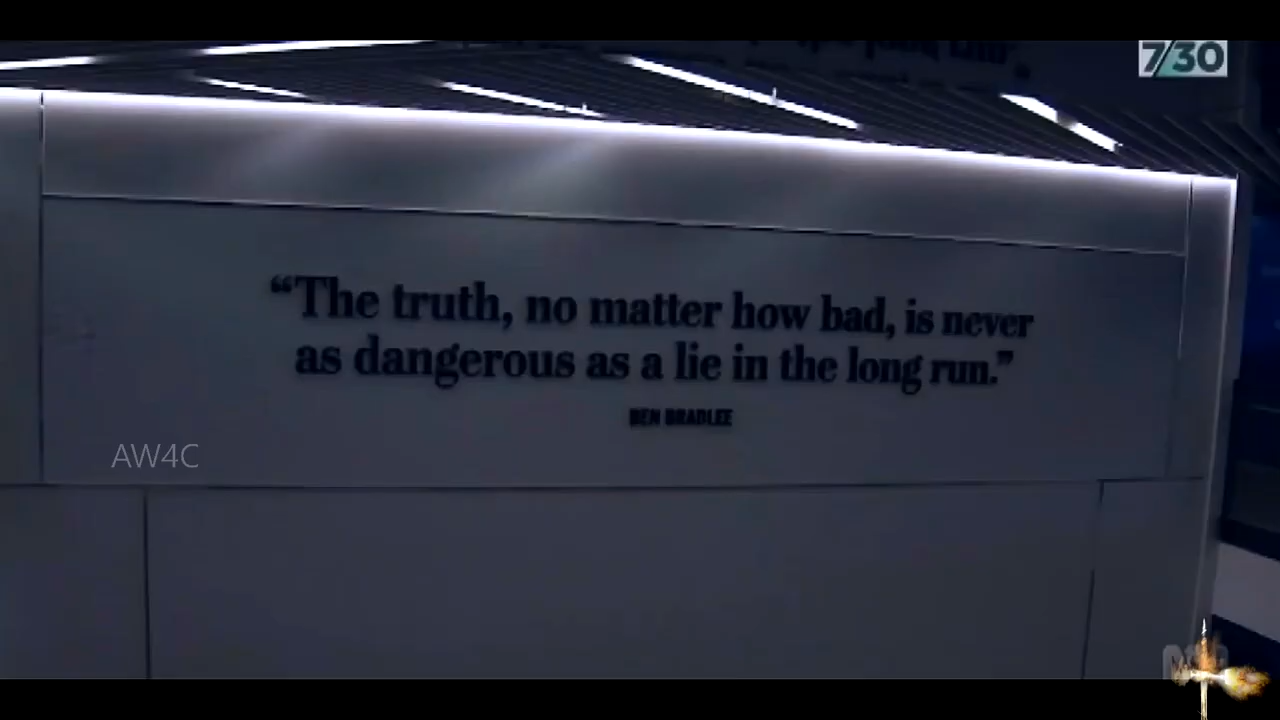 7/30
“The truth, no matter how bad, is never
as dangerous as a lie in the long run.”
BEN BRADLEE
AW4C